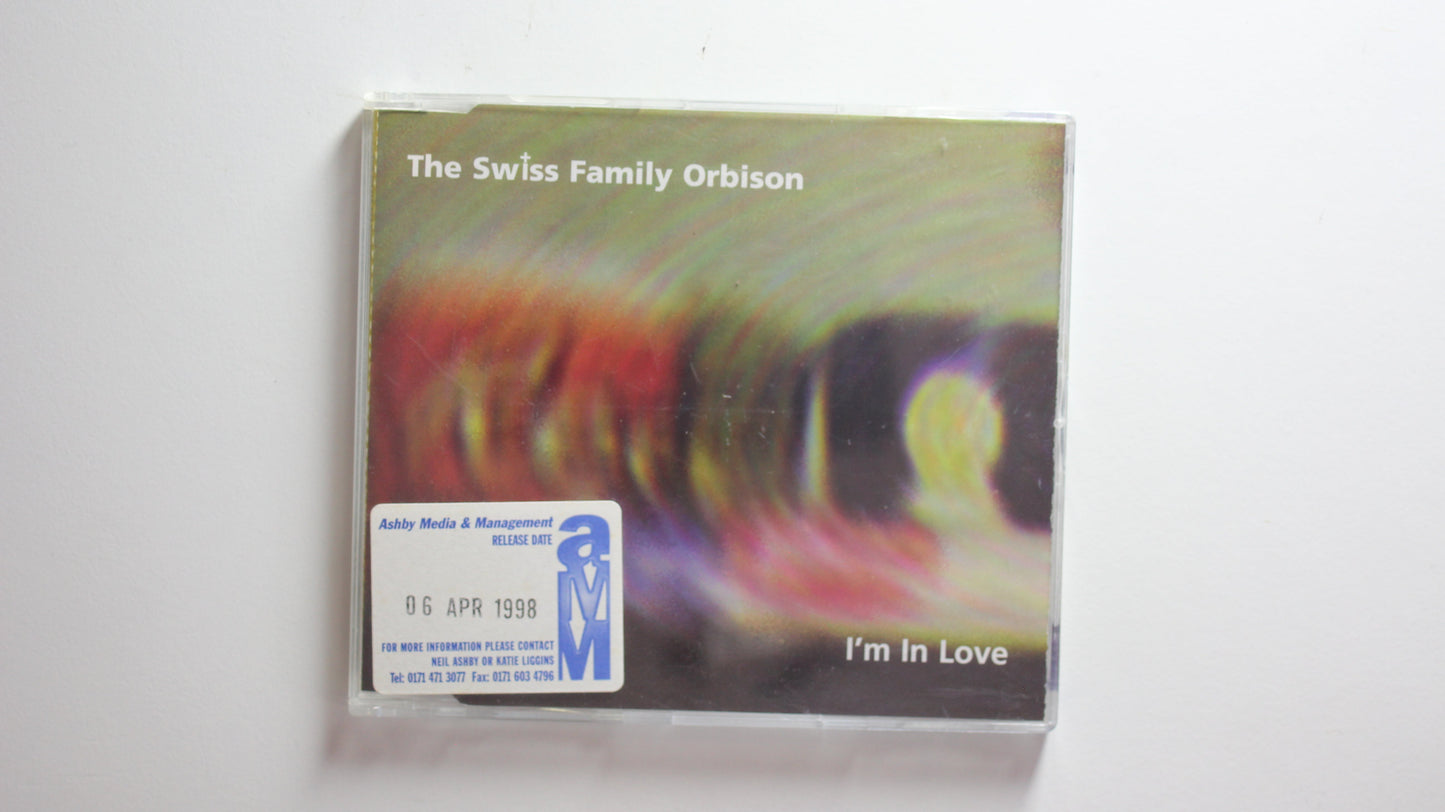 The Swiss Family Orbison
Ashby Media & Management
RELEASE DATE
aMM
06 APR 1998
FOR MORE INFORMATION PLEASE CONTACT
NEIL ASHBY OR KATIE LIGGINS
Tel: 0171 471 3077 Fax: 0171 603 4796
I'm In Love